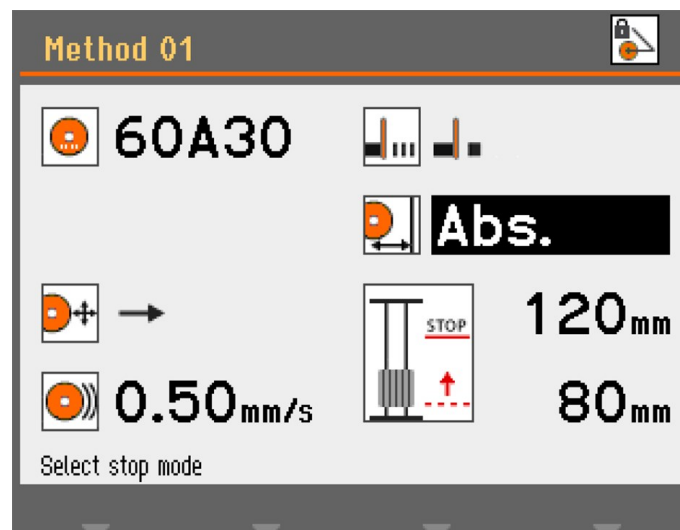 Method 01
60A30
Abs.
STOP
120mm
0.50mm/s
80mm
Select stop mode